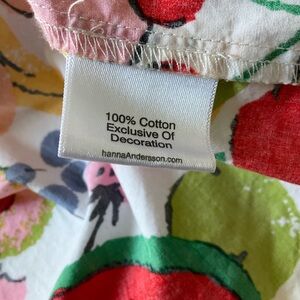 100% Cotton
Exclusive Of
Decoration
hannaAndersson.com